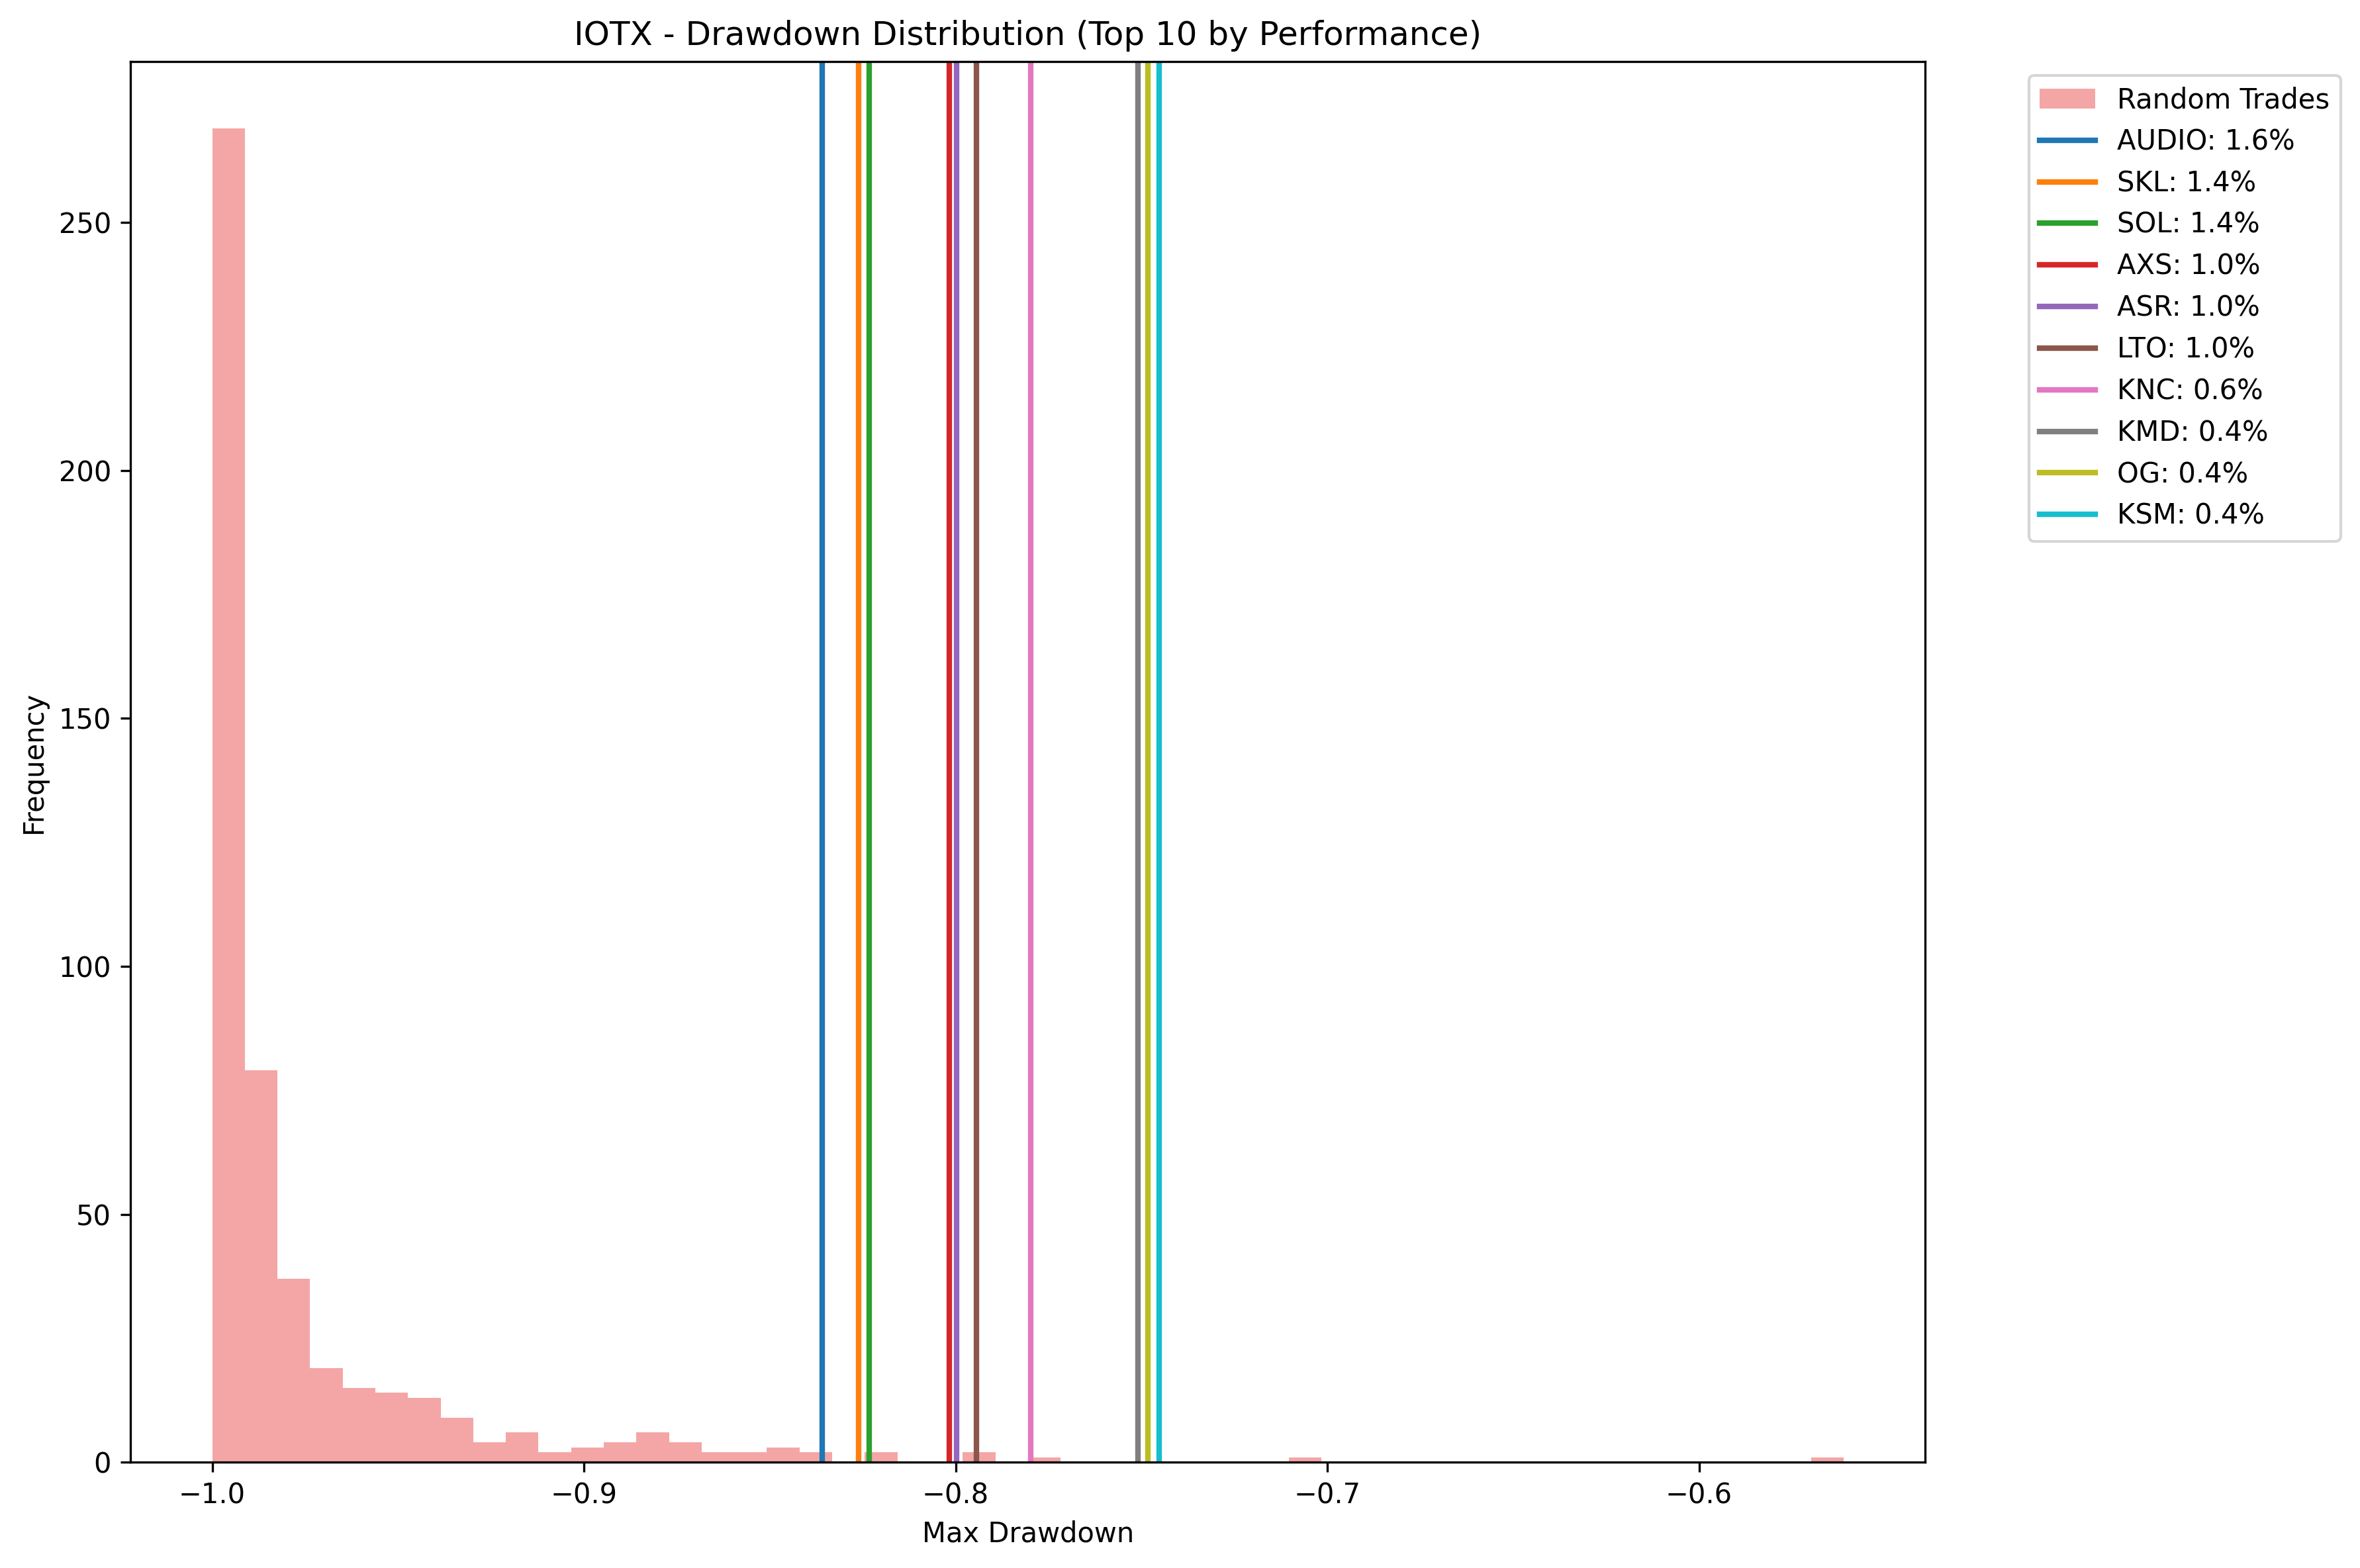 IOTX - Drawdown Distribution (Top 10 by Performance)
Random Trades
AUDIO: 1.6%
SKL: 1.4%
SOL: 1.4%
AXS: 1.0%
ASR: 1.0%
LTO: 1.0%
KNC: 0.6%
KMD: 0.4%
OG: 0.4%
KSM: 0.4%
Frequency
250
200
150
100
50
0
−1.0
−0.9
−0.8
−0.7
−0.6
Max Drawdown